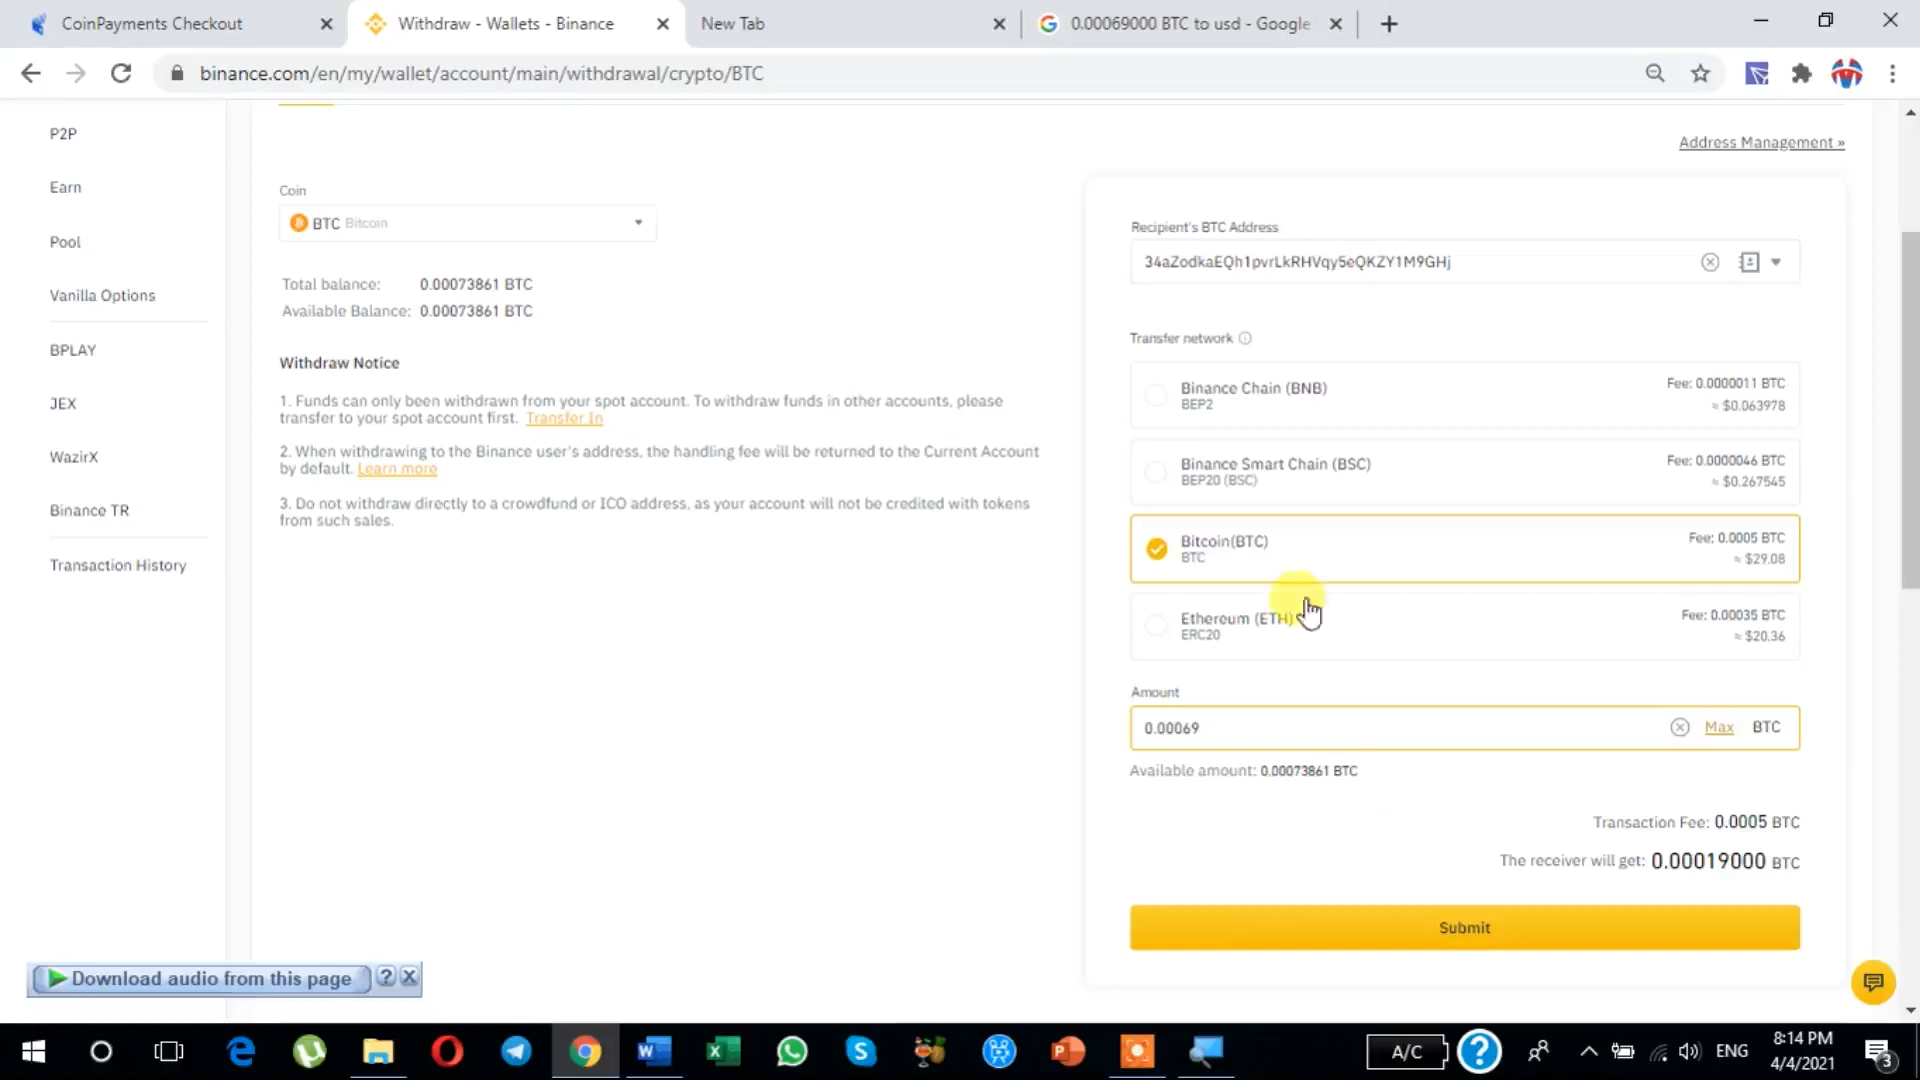 CoinPayments Checkout
Withdraw - Wallets - Binance
New Tab
0.00069000 BTC to usd - Google
binance.com/en/my/wallet/account/main/withdrawal/crypto/BTC
P2P
Earn
Pool
Vanilla Options
BPLAY
JEX
WazirX
Binance TR
Transaction History
Address Management »
Coin
BTC Bitcoin
Total balance: 0.00073861 BTC
Available Balance: 0.00073861 BTC
Withdraw Notice
1. Funds can only been withdrawn from your spot account. To withdraw funds in other accounts, please
transfer to your spot account first. Transfer In
2. When withdrawing to the Binance user's address, the handling fee will be returned to the Current Account
by default. Learn more
3. Do not withdraw directly to a crowdfund or ICO address, as your account will not be credited with tokens
from such sales.
Recipient's BTC Address
34aZodkaEQh1pvrLkRHVqy5eQKZY1M9GHj
Transfer network
Binance Chain (BNB)
BEP2
Fee: 0.0000011 BTC
≈ $0.063978
Binance Smart Chain (BSC)
BEP20 (BSC)
Fee: 0.0000046 BTC
≈ $0.267545
Bitcoin(BTC)
BTC
Fee: 0.0005 BTC
≈ $29.08
Ethereum (ETH)
ERC20
Fee: 0.00035 BTC
≈ $20.36
Amount
0.00069
Max
BTC
Available amount: 0.00073861 BTC
Transaction Fee: 0.0005 BTC
The receiver will get: 0.00019000 BTC
Submit
Download audio from this page
A/C
ENG
8:14 PM
4/4/2021
3